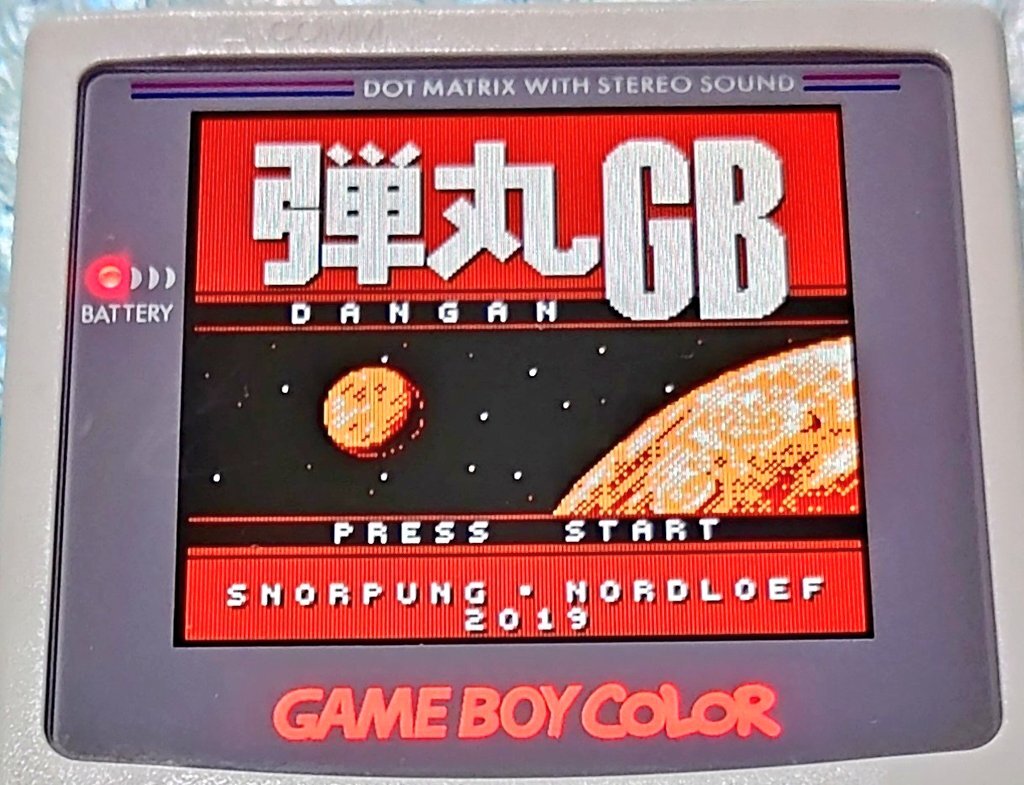 COMM
DOT MATRIX WITH STEREO SOUND
弾丸GB
DANGAN
BATTERY
PRESS START
SNORPUNG · NORDLOEF
2019
GAME BOY COLOR